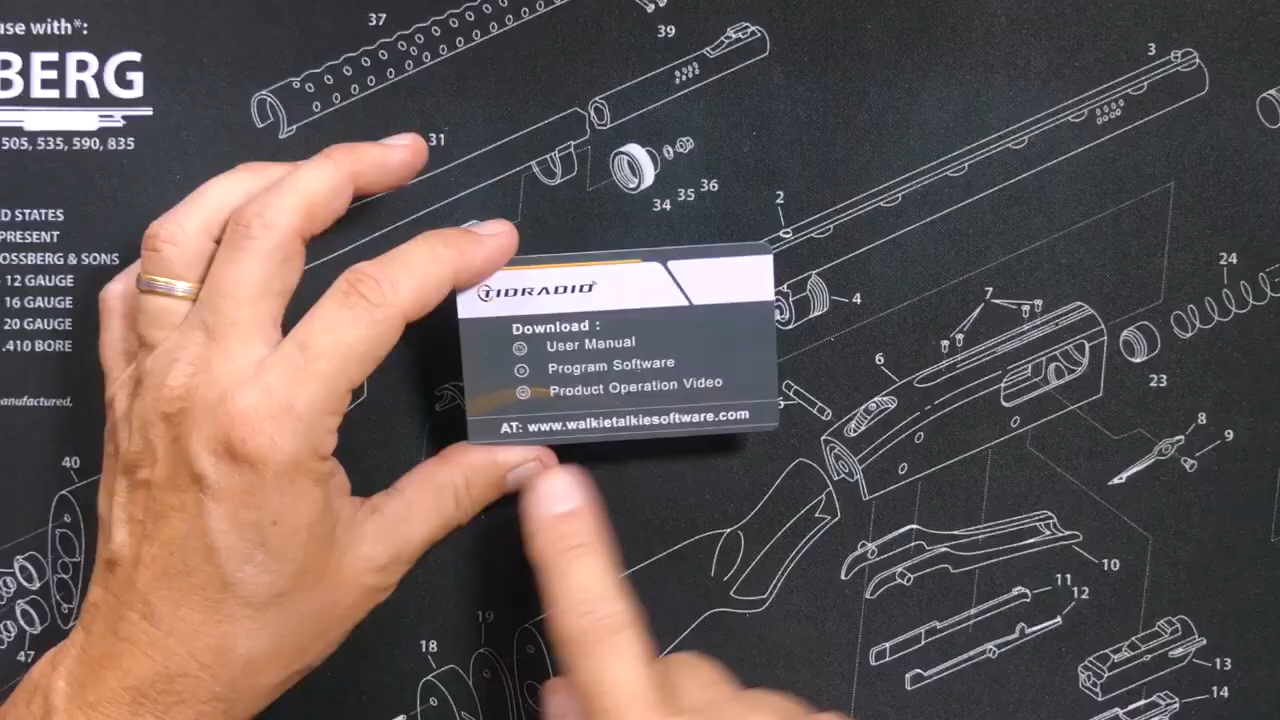 use with*:
BERG
505, 535, 590, 835
D STATES
PRESENT
OSSBERG & SONS
12 GAUGE
16 GAUGE
20 GAUGE
.410 BORE
manufactured,
37
39
3
31
34
35
36
2
4
24
7
6
23
8
9
40
10
11
12
47
18
19
13
14
TIDRADIO
Download :
User Manual
Program Software
Product Operation Video
AT: www.walkietalkiesoftware.com